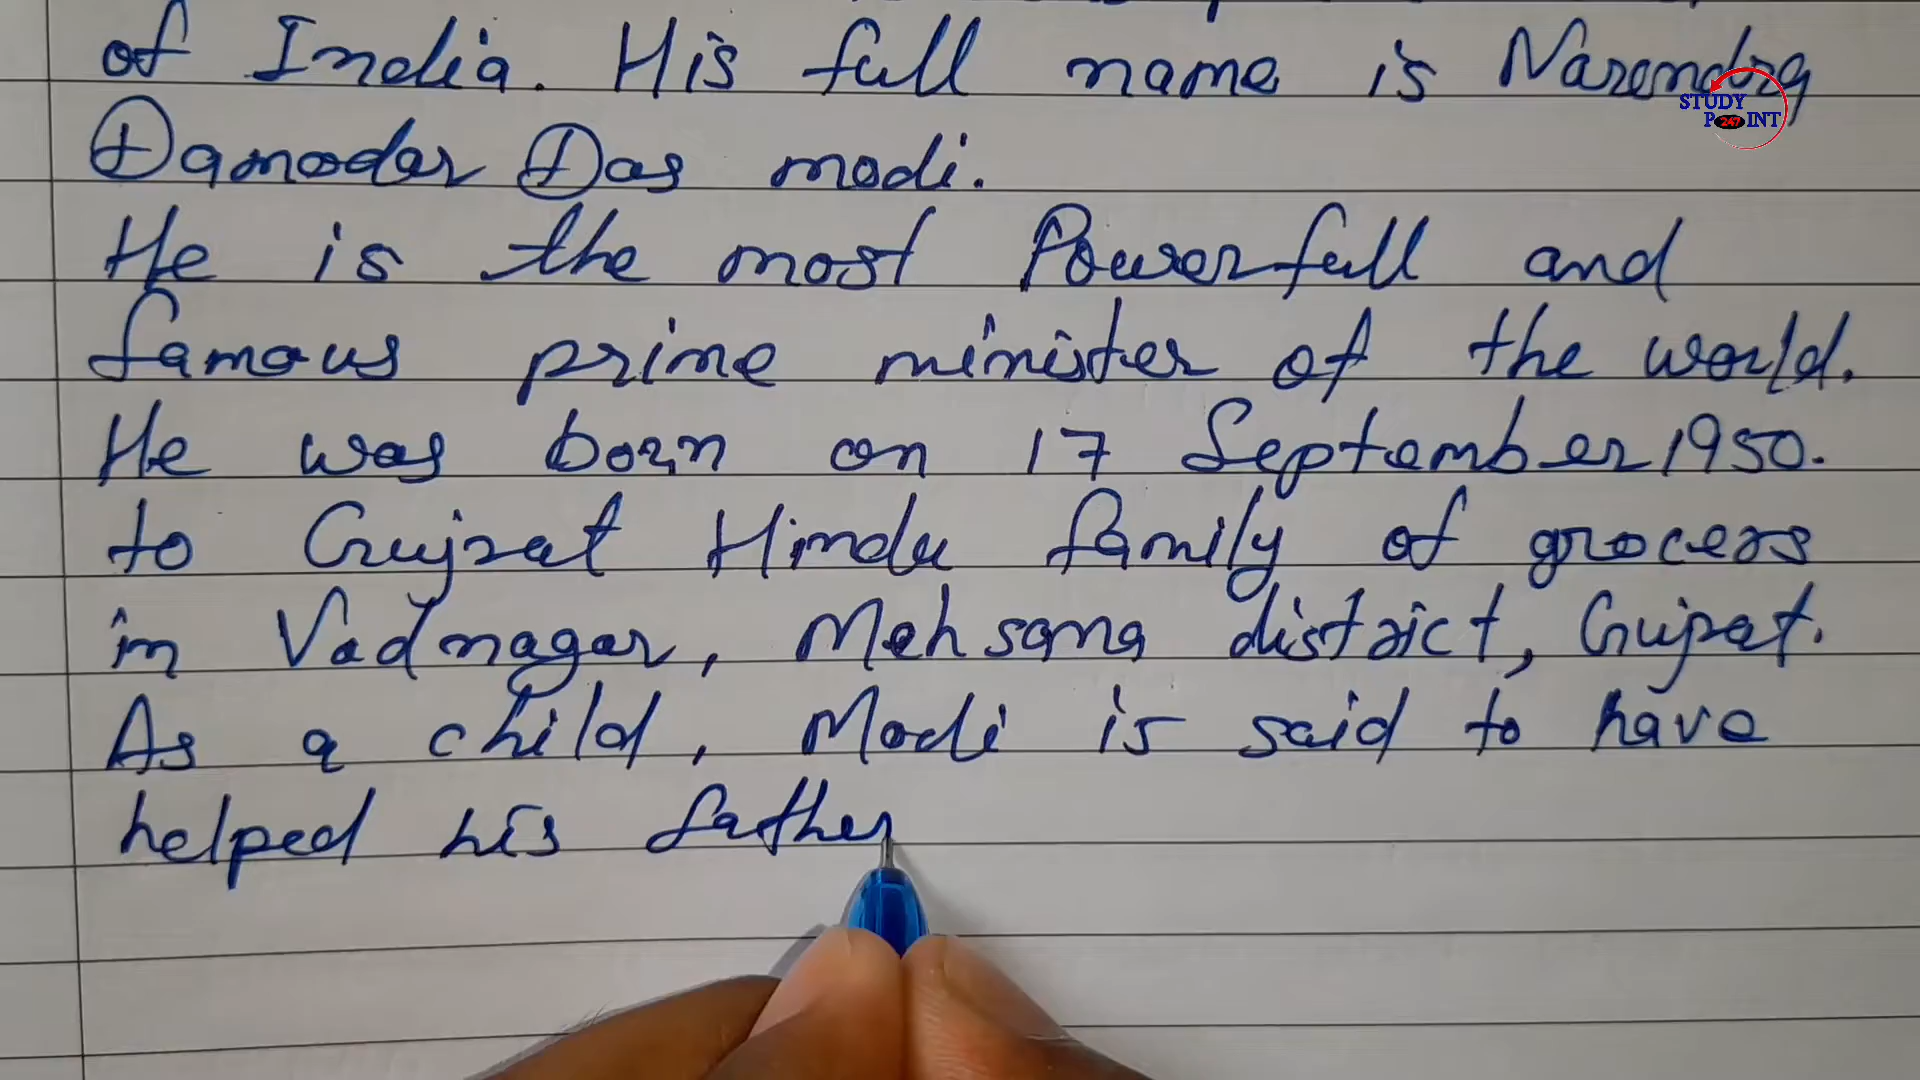 of India. His full name is Narendra
STUDY
P 247 INT
Damodar Das modi.
He is the most Powerfull and
famous prime minister of the world.
He was born on 17 September 1950.
to Gujrat Hindu family of grocers
in Vadnagar, Mehsana district, Gujrat.
As a child, Modi is said to have
helped his father